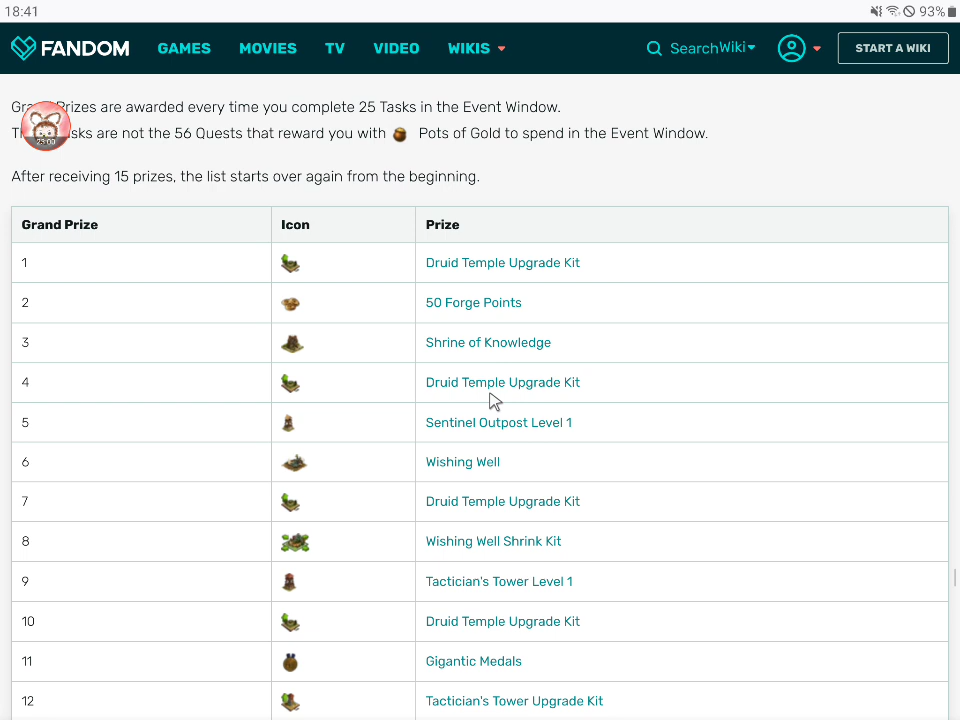 18:41 93%
FANDOM GAMES MOVIES TV VIDEO WIKIS SearchWiki START A WIKI
Prizes are awarded every time you complete 25 Tasks in the Event Window.
are not the 56 Quests that reward you with Pots of Gold to spend in the Event Window.
23:00
After receiving 15 prizes, the list starts over again from the beginning.
Grand Prize Icon Prize
1 Druid Temple Upgrade Kit
2 50 Forge Points
3 Shrine of Knowledge
4 Druid Temple Upgrade Kit
5 Sentinel Outpost Level 1
6 Wishing Well
7 Druid Temple Upgrade Kit
8 Wishing Well Shrink Kit
9 Tactician's Tower Level 1
10 Druid Temple Upgrade Kit
11 Gigantic Medals
12 Tactician's Tower Upgrade Kit